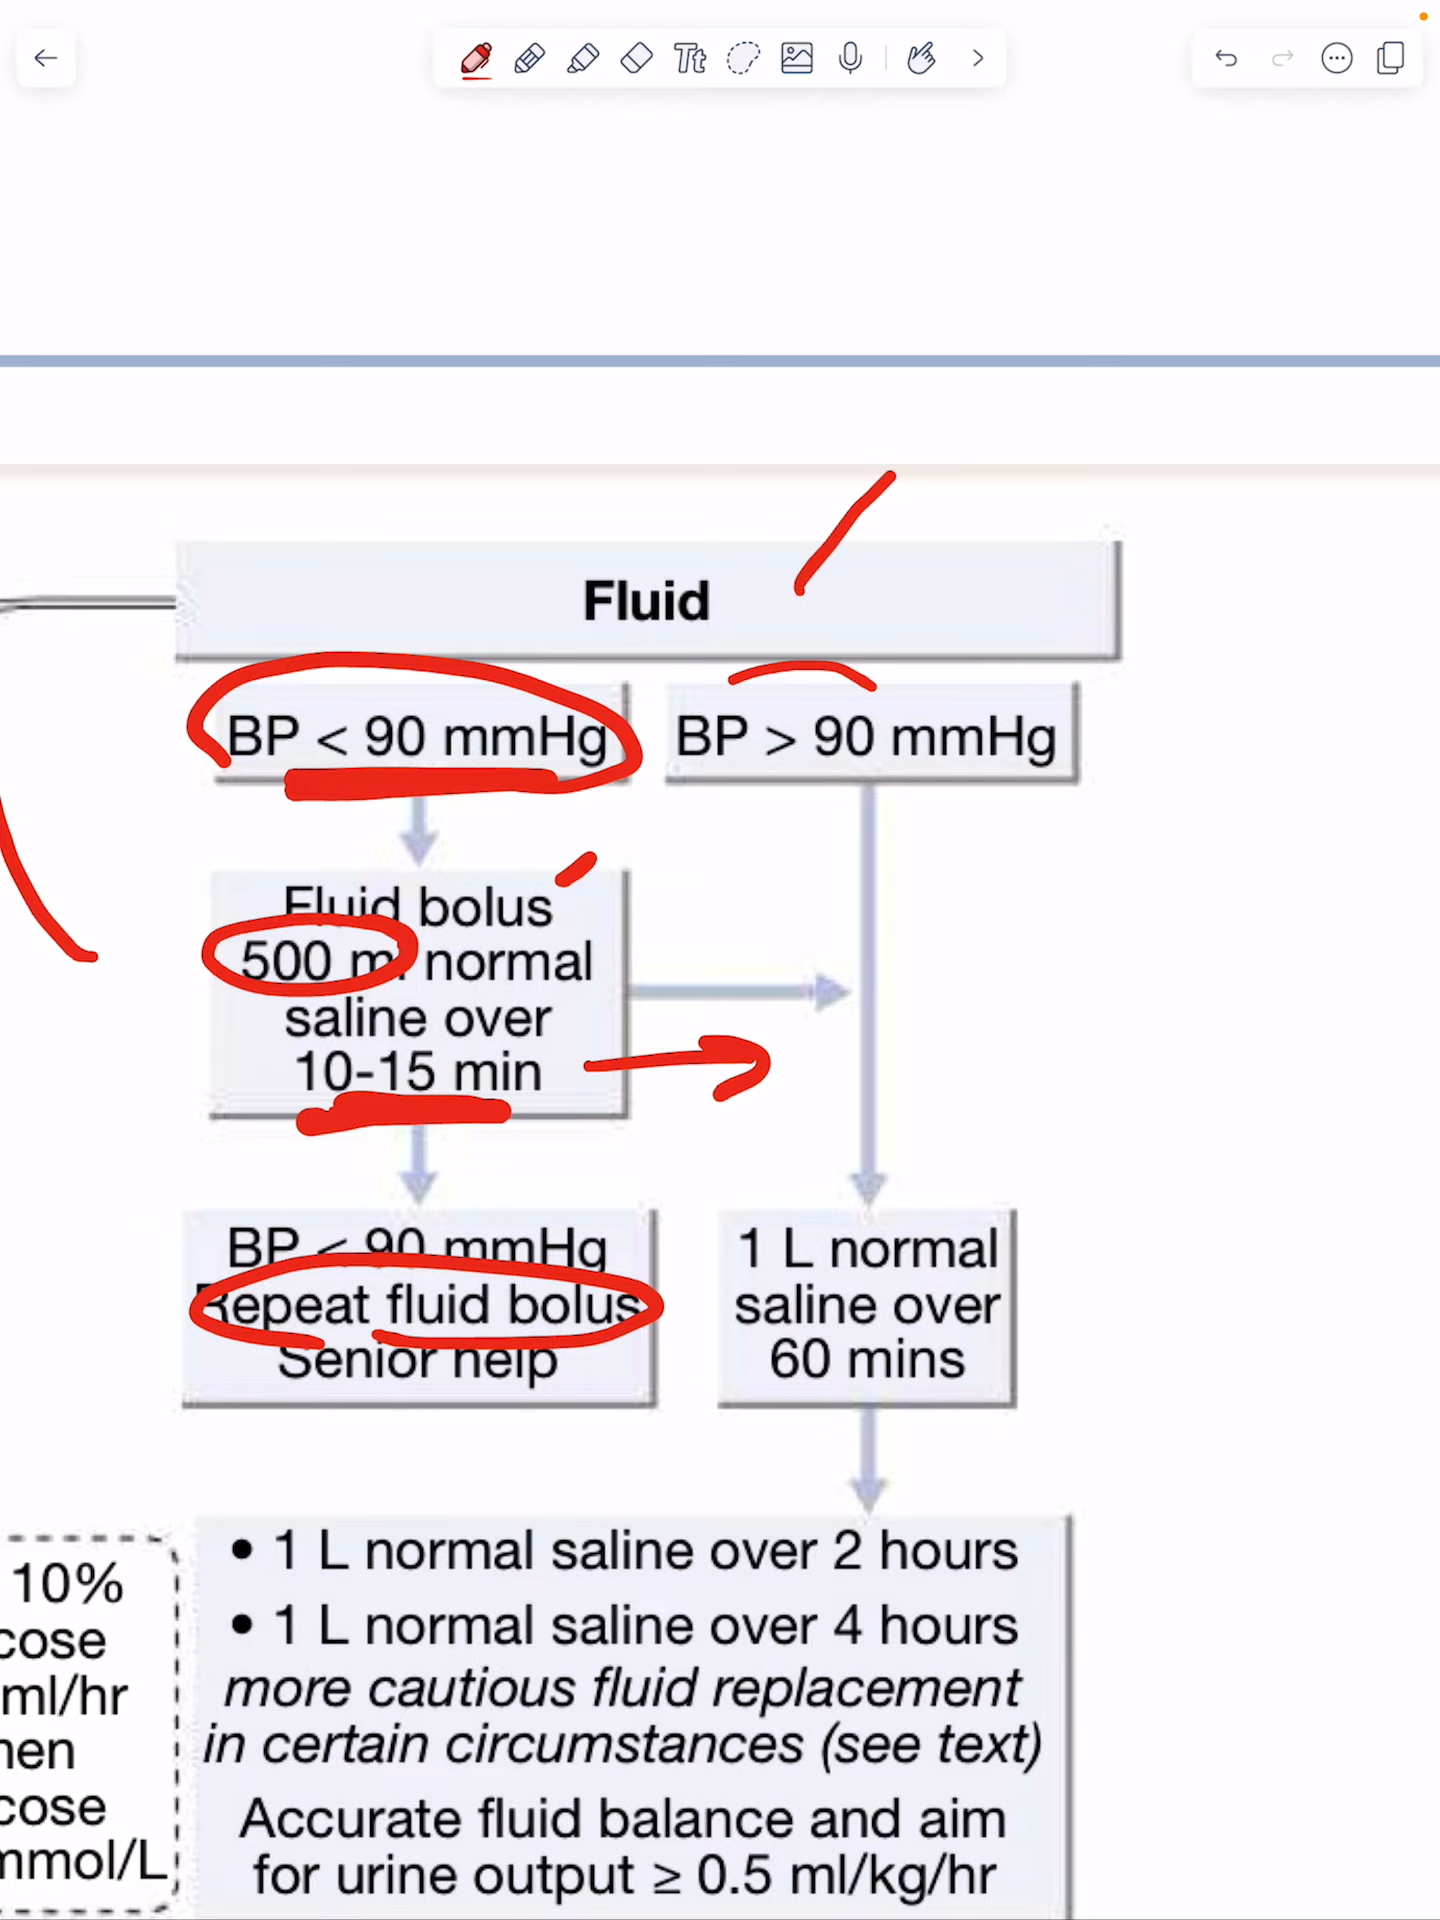 Tt
Fluid
BP < 90 mmHg
BP > 90 mmHg
Fluid bolus
500 ml normal
saline over
10-15 min
BP < 90 mmHg
Repeat fluid bolus
Senior help
1 L normal
saline over
60 mins
10%
cose
ml/hr
hen
cose
mmol/L
• 1 L normal saline over 2 hours
• 1 L normal saline over 4 hours
more cautious fluid replacement
in certain circumstances (see text)
Accurate fluid balance and aim
for urine output ≥ 0.5 ml/kg/hr